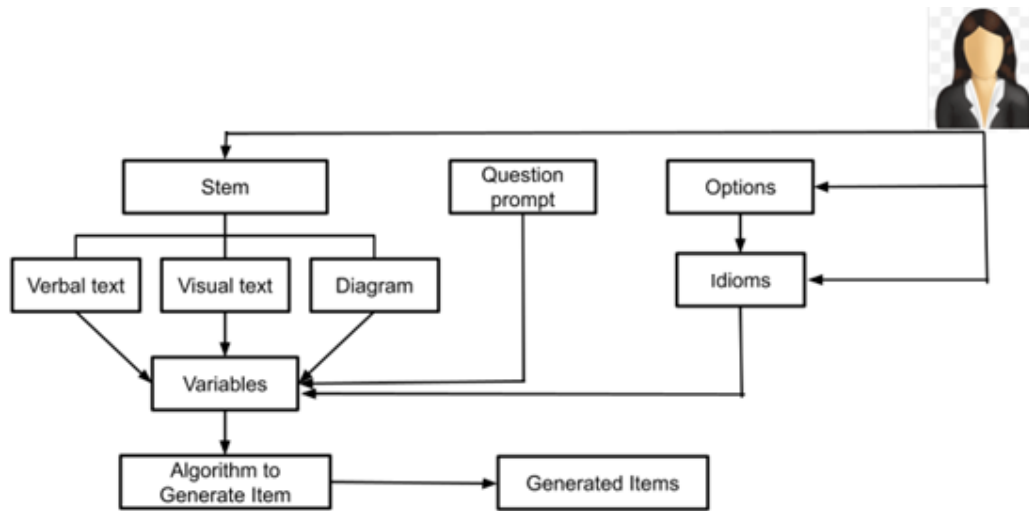 Stem
Question
prompt
Options
Verbal text
Visual text
Diagram
Idioms
Variables
Algorithm to
Generate Item
Generated Items